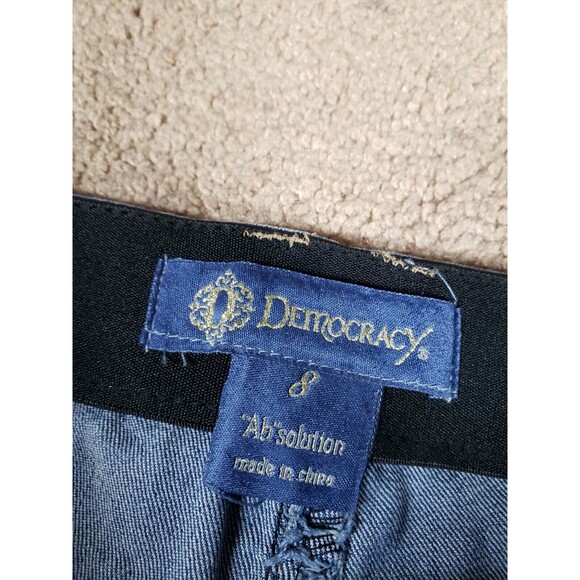 DEMOCRACY®
8
"Ab"solution
made in china